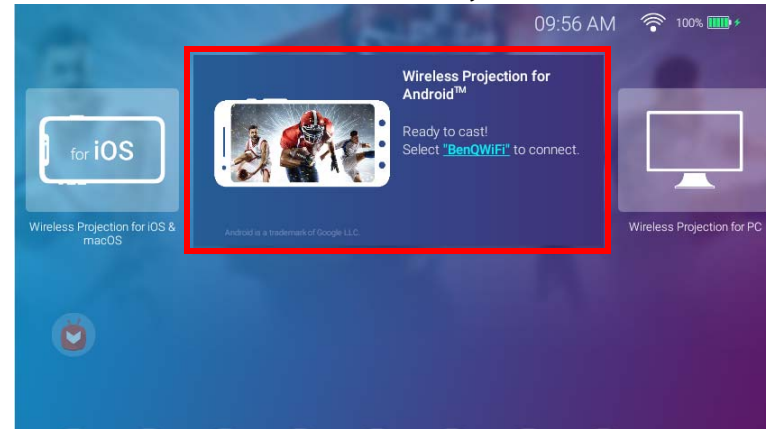 09:56 AM
100%
Wireless Projection for
Android™
Ready to cast!
Select "BenQWiFi" to connect.
for iOS
Android is a trademark of Google LLC.
Wireless Projection for iOS &
macOS
Wireless Projection for PC